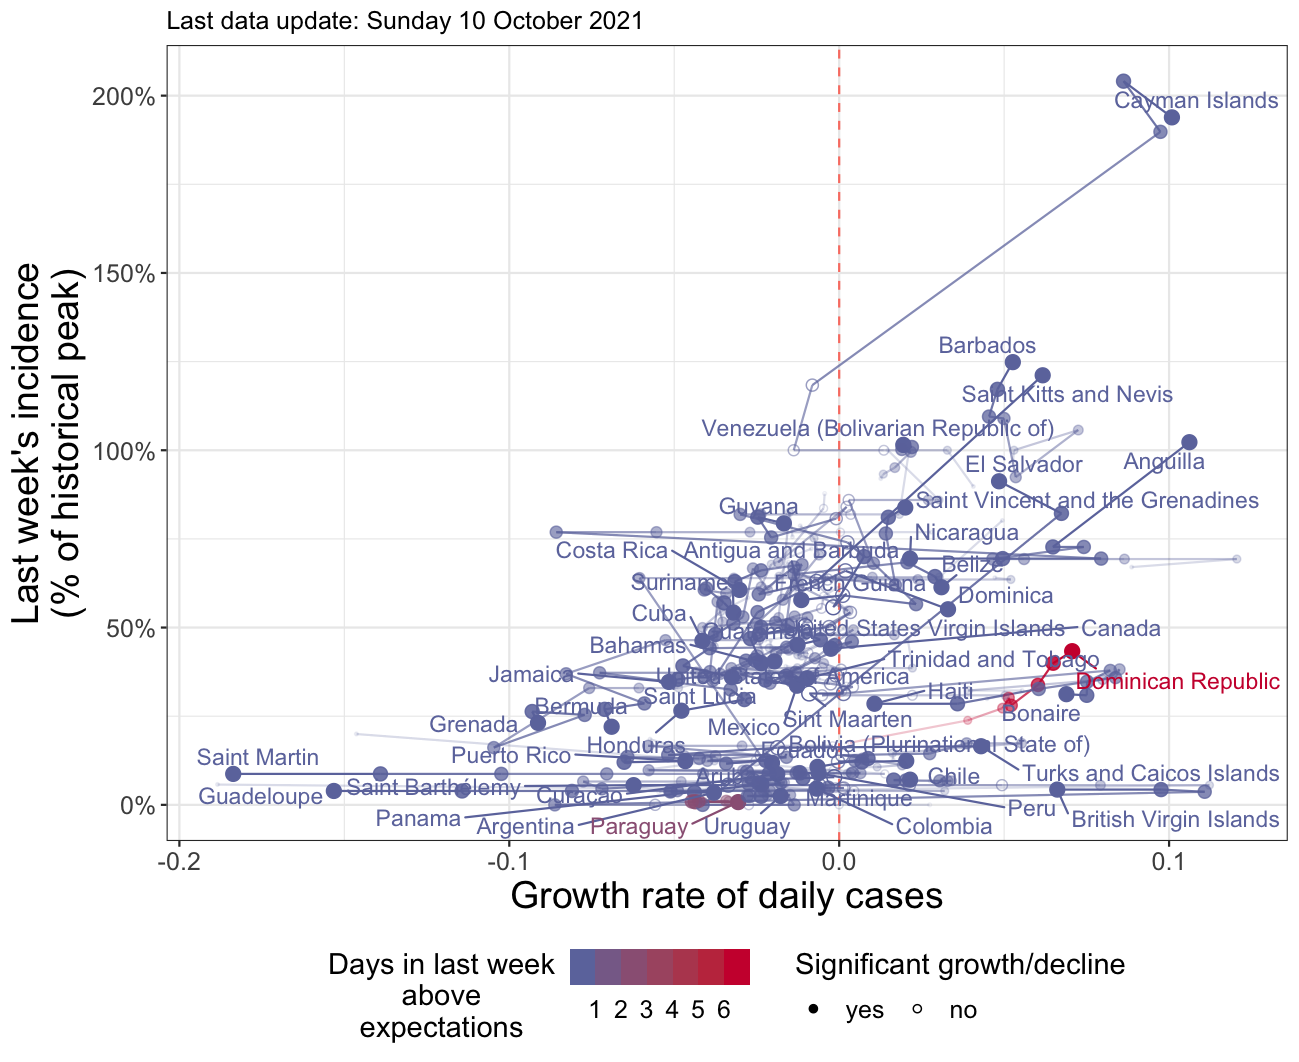 Last data update: Sunday 10 October 2021
Last week's incidence
(% of historical peak)
200%
150%
100%
50%
0%
Cayman Islands
Barbados
Saint Kitts and Nevis
Venezuela (Bolivarian Republic of)
El Salvador
Anguilla
Guyana
Saint Vincent and the Grenadines
Nicaragua
Costa Rica
Antigua and Barbuda
Belize
Suriname
French Guiana
Dominica
Cuba
Guatemala
United States Virgin Islands
Canada
Bahamas
Trinidad and Tobago
Jamaica
United States of America
Dominican Republic
Saint Lucia
Haiti
Bermuda
Bonaire
Grenada
Mexico
Sint Maarten
Honduras
Bolivia (Plurinational State of)
Puerto Rico
Ecuador
Saint Martin
Aruba
Chile
Turks and Caicos Islands
Saint Barthélemy
Guadeloupe
Curaçao
Martinique
Peru
Panama
British Virgin Islands
Argentina
Paraguay
Uruguay
Colombia
-0.2
-0.1
0.0
0.1
Growth rate of daily cases
Days in last week
above
expectations
1 2 3 4 5 6
Significant growth/decline
yes
no